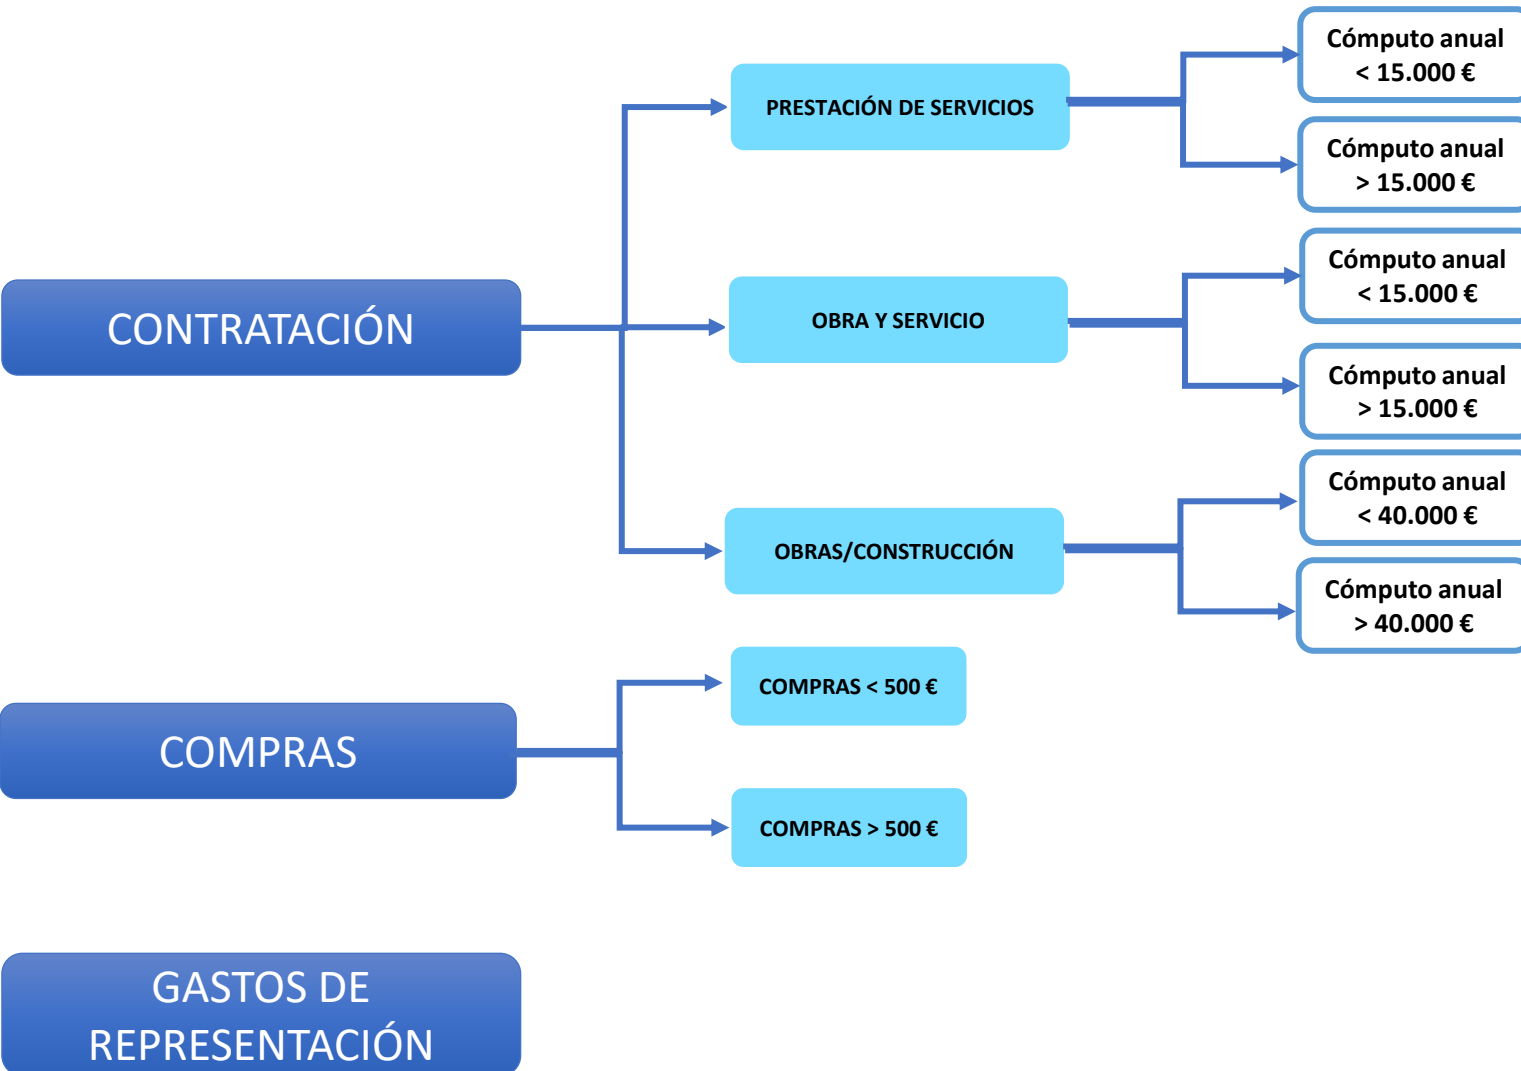 Cómputo anual
< 15.000 €
PRESTACIÓN DE SERVICIOS
Cómputo anual
> 15.000 €
CONTRATACIÓN
Cómputo anual
< 15.000 €
OBRA Y SERVICIO
Cómputo anual
> 15.000 €
Cómputo anual
< 40.000 €
OBRAS/CONSTRUCCIÓN
Cómputo anual
> 40.000 €
COMPRAS
COMPRAS < 500 €
COMPRAS > 500 €
GASTOS DE
REPRESENTACIÓN